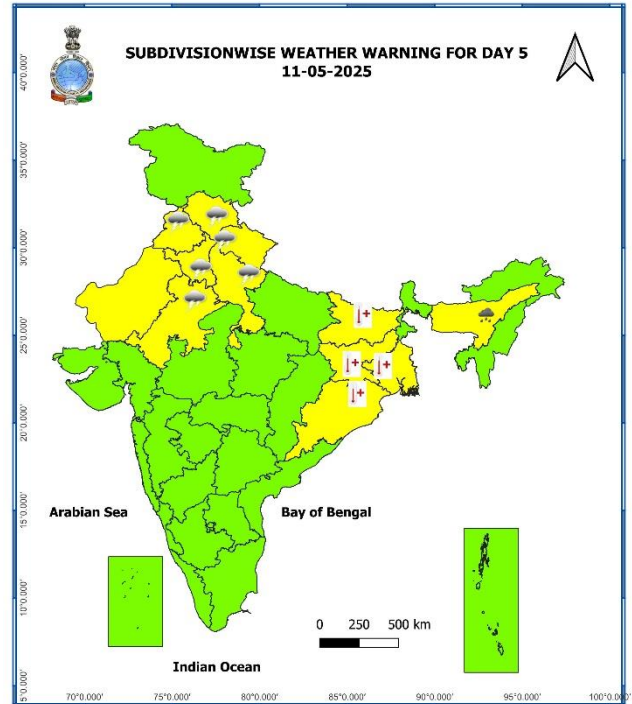 SUBDIVISIONWISE WEATHER WARNING FOR DAY 5
11-05-2025
40°0.000'
35°0.000'
30°0.000'
25°0.000'
20°0.000'
15°0.000'
10°0.000'
5°0.000'
Arabian Sea
Bay of Bengal
0 250 500 km
Indian Ocean
70°0.000' 75°0.000' 80°0.000' 85°0.000' 90°0.000' 95°0.000' 100°0.000'